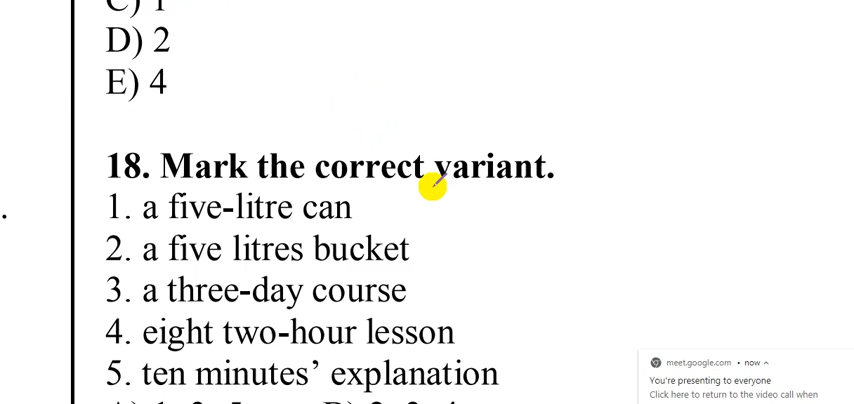 C) 1
D) 2
E) 4
18. Mark the correct variant.
1. a five-litre can
2. a five litres bucket
3. a three-day course
4. eight two-hour lesson
5. ten minutes’ explanation
meet.google.com • now
You're presenting to everyone
Click here to return to the video call when